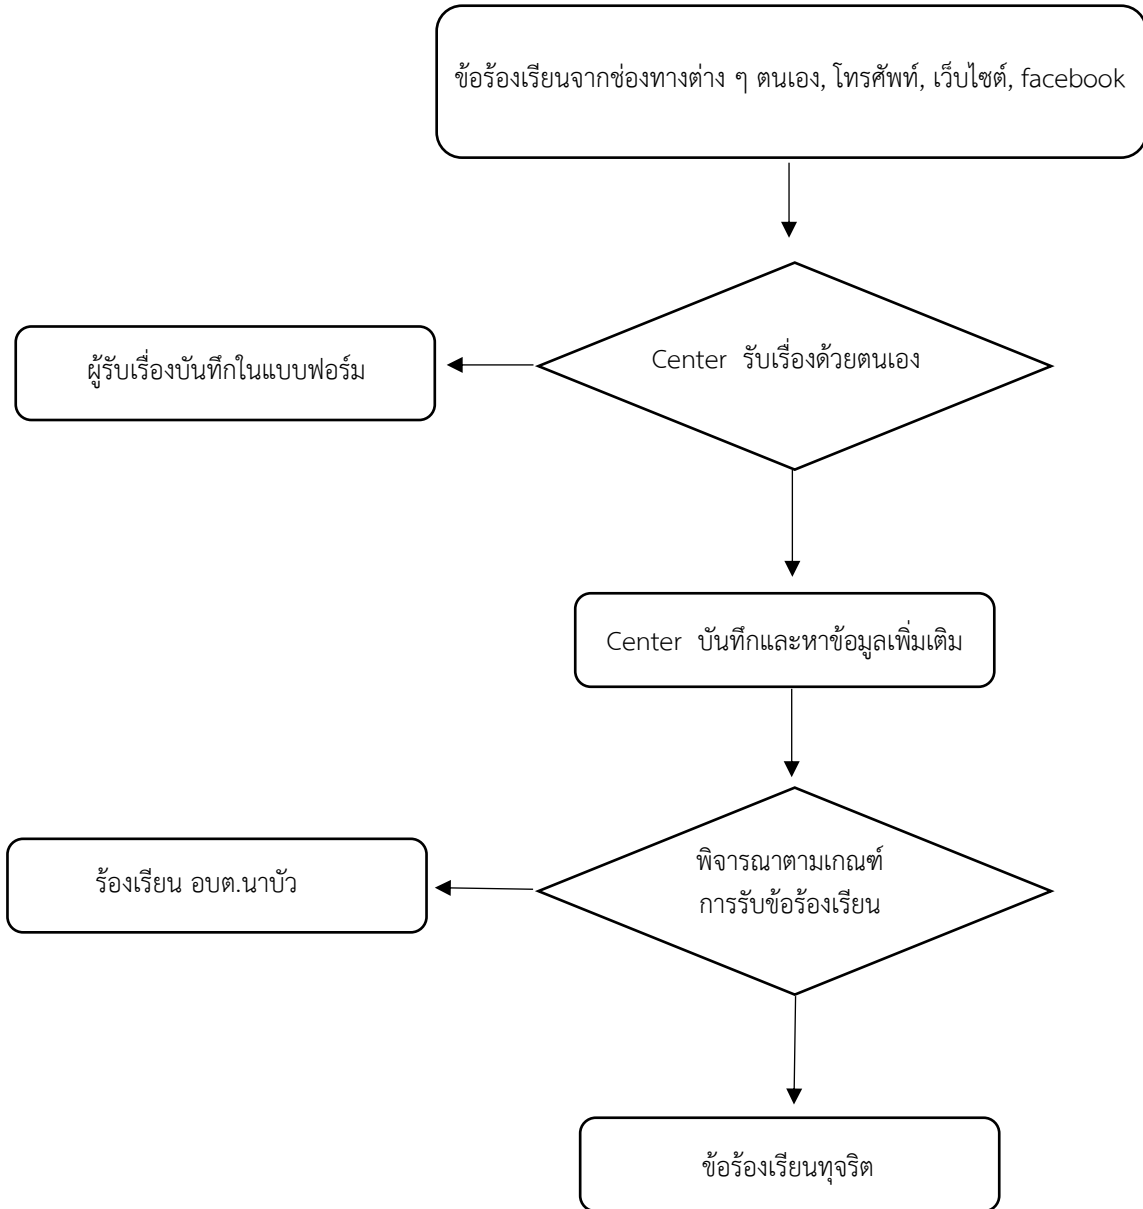 ข้อร้องเรียนจากช่องทางต่าง ๆ ตนเอง, โทรศัพท์, เว็บไซต์, facebook
Center รับเรื่องด้วยตนเอง
ผู้รับเรื่องบันทึกในแบบฟอร์ม
Center บันทึกและหาข้อมูลเพิ่มเติม
พิจารณาตามเกณฑ์
การรับข้อร้องเรียน
ร้องเรียน อบต.นาบัว
ข้อร้องเรียนทุจริต